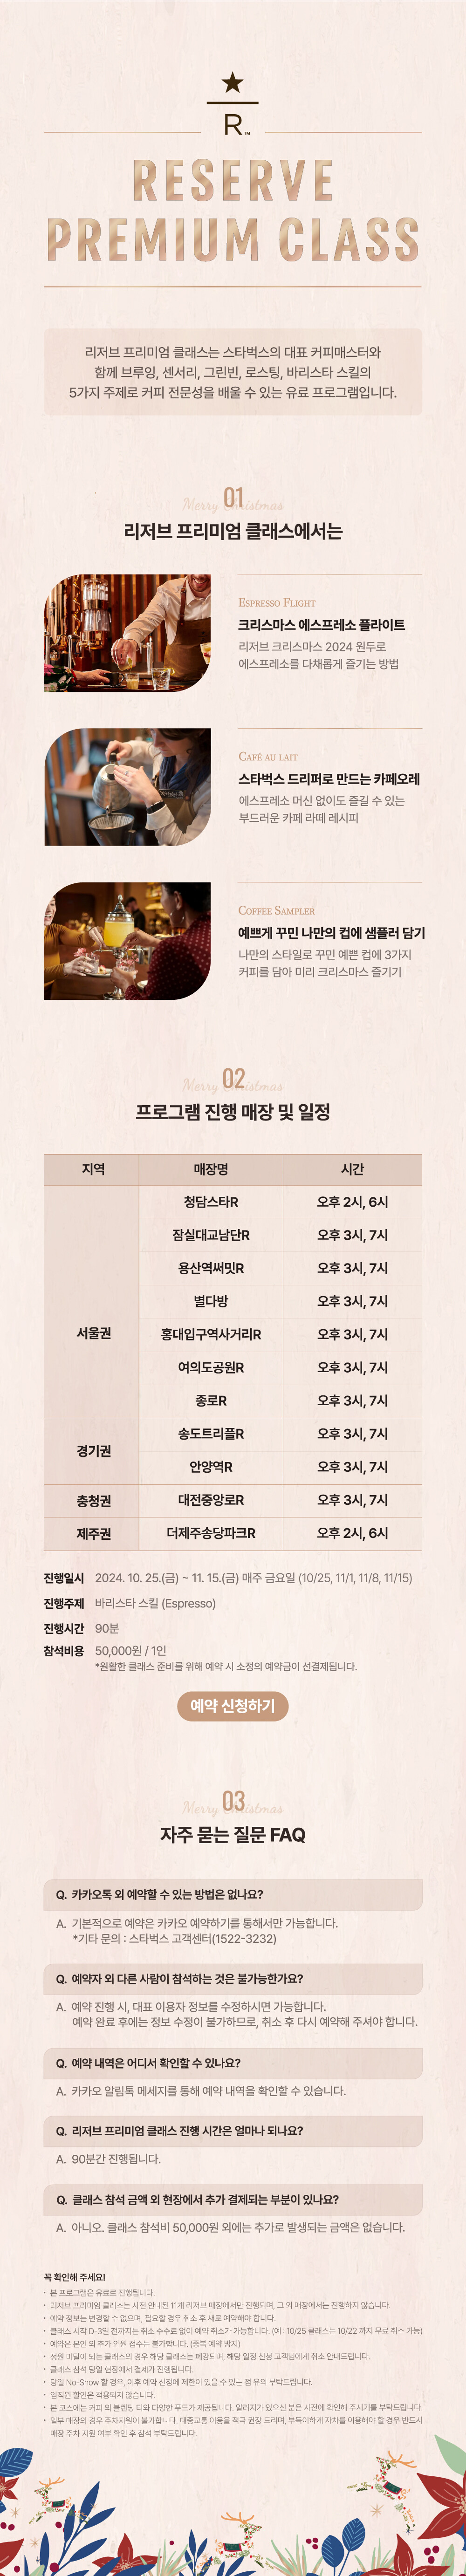 R™
RESERVE
PREMIUM CLASS
리저브 프리미엄 클래스는 스타벅스의 대표 커피매스터와
함께 브루잉, 센서리, 그린빈, 로스팅, 바리스타 스킬의
5가지 주제로 커피 전문성을 배울 수 있는 유료 프로그램입니다.
Merry Christmas
01
리저브 프리미엄 클래스에서는
ESPRESSO FLIGHT
크리스마스 에스프레소 플라이트
리저브 크리스마스 2024 원두로
에스프레소를 다채롭게 즐기는 방법
CAFÉ AU LAIT
스타벅스 드리퍼로 만드는 카페오레
에스프레소 머신 없이도 즐길 수 있는
부드러운 카페 라떼 레시피
COFFEE SAMPLER
예쁘게 꾸민 나만의 컵에 샘플러 담기
나만의 스타일로 꾸민 예쁜 컵에 3가지
커피를 담아 미리 크리스마스 즐기기
Merry Christmas
02
프로그램 진행 매장 및 일정
지역 매장명 시간
서울권
청담스타R 오후 2시, 6시
잠실대교남단R 오후 3시, 7시
용산역써밋R 오후 3시, 7시
별다방 오후 3시, 7시
홍대입구역사거리R 오후 3시, 7시
여의도공원R 오후 3시, 7시
종로R 오후 3시, 7시
경기권
송도트리플R 오후 3시, 7시
안양역R 오후 3시, 7시
충청권 대전중앙로R 오후 3시, 7시
제주권 더제주송당파크R 오후 2시, 6시
진행일시 2024. 10. 25.(금) ~ 11. 15.(금) 매주 금요일 (10/25, 11/1, 11/8, 11/15)
진행주제 바리스타 스킬 (Espresso)
진행시간 90분
참석비용 50,000원 / 1인
*원활한 클래스 준비를 위해 예약 시 소정의 예약금이 선결제됩니다.
예약 신청하기
Merry Christmas
03
자주 묻는 질문 FAQ
Q. 카카오톡 외 예약할 수 있는 방법은 없나요?
A. 기본적으로 예약은 카카오 예약하기를 통해서만 가능합니다.
*기타 문의 : 스타벅스 고객센터(1522-3232)
Q. 예약자 외 다른 사람이 참석하는 것은 불가능한가요?
A. 예약 진행 시, 대표 이용자 정보를 수정하시면 가능합니다.
예약 완료 후에는 정보 수정이 불가하므로, 취소 후 다시 예약해 주셔야 합니다.
Q. 예약 내역은 어디서 확인할 수 있나요?
A. 카카오 알림톡 메세지를 통해 예약 내역을 확인할 수 있습니다.
Q. 리저브 프리미엄 클래스 진행 시간은 얼마나 되나요?
A. 90분간 진행됩니다.
Q. 클래스 참석 금액 외 현장에서 추가 결제되는 부분이 있나요?
A. 아니오. 클래스 참석비 50,000원 외에는 추가로 발생되는 금액은 없습니다.
꼭 확인해 주세요!
• 본 프로그램은 유료로 진행됩니다.
• 리저브 프리미엄 클래스는 사전 안내된 11개 리저브 매장에서만 진행되며, 그 외 매장에서는 진행하지 않습니다.
• 예약 정보는 변경할 수 없으며, 필요할 경우 취소 후 새로 예약해야 합니다.
• 클래스 시작 D-3일 전까지는 취소 수수료 없이 예약 취소가 가능합니다. (예 : 10/25 클래스는 10/22 까지 무료 취소 가능)
• 예약은 본인 외 추가 인원 접수는 불가합니다. (중복 예약 방지)
• 정원 미달이 되는 클래스의 경우 해당 클래스는 폐강되며, 해당 일정 신청 고객님에게 취소 안내드립니다.
• 클래스 참석 당일 현장에서 결제가 진행됩니다.
• 당일 No-Show 할 경우, 이후 예약 신청에 제한이 있을 수 있는 점 유의 부탁드립니다.
• 임직원 할인은 적용되지 않습니다.
• 본 코스에는 커피 외 블렌딩 티와 다양한 푸드가 제공됩니다. 알러지가 있으신 분은 사전에 확인해 주시기를 부탁드립니다.
• 일부 매장의 경우 주차지원이 불가합니다. 대중교통 이용을 적극 권장 드리며, 부득이하게 자차를 이용해야 할 경우 반드시
매장 주차 지원 여부 확인 후 참석 부탁드립니다.